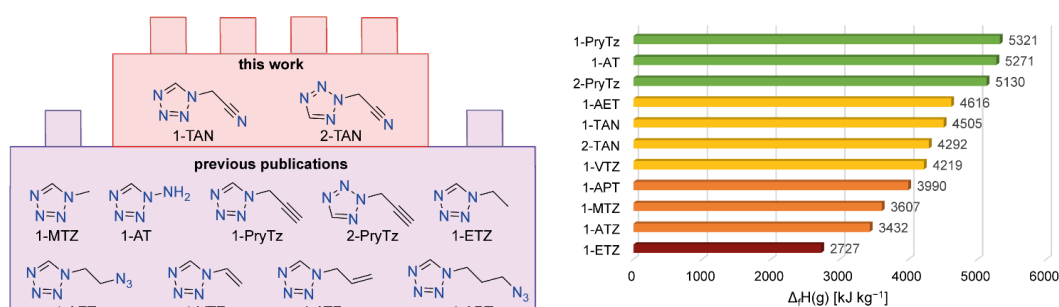 this work
N N N N N
N N N N N
1-TAN 2-TAN
previous publications
N N N N
N N N N NH2
N N N N
N N N N
N N N N
1-MTZ 1-AT 1-PryTz 2-PryTz 1-ETZ
N N N N N3
N N N N
N N N N
N N N N N3
1-PryTz 5321
1-AT 5271
2-PryTz 5130
1-AET 4616
1-TAN 4505
2-TAN 4292
1-VTZ 4219
1-APT 3990
1-MTZ 3607
1-ATZ 3432
1-ETZ 2727
0 1000 2000 3000 4000 5000 6000
ΔfH(g) [kJ kg⁻¹]